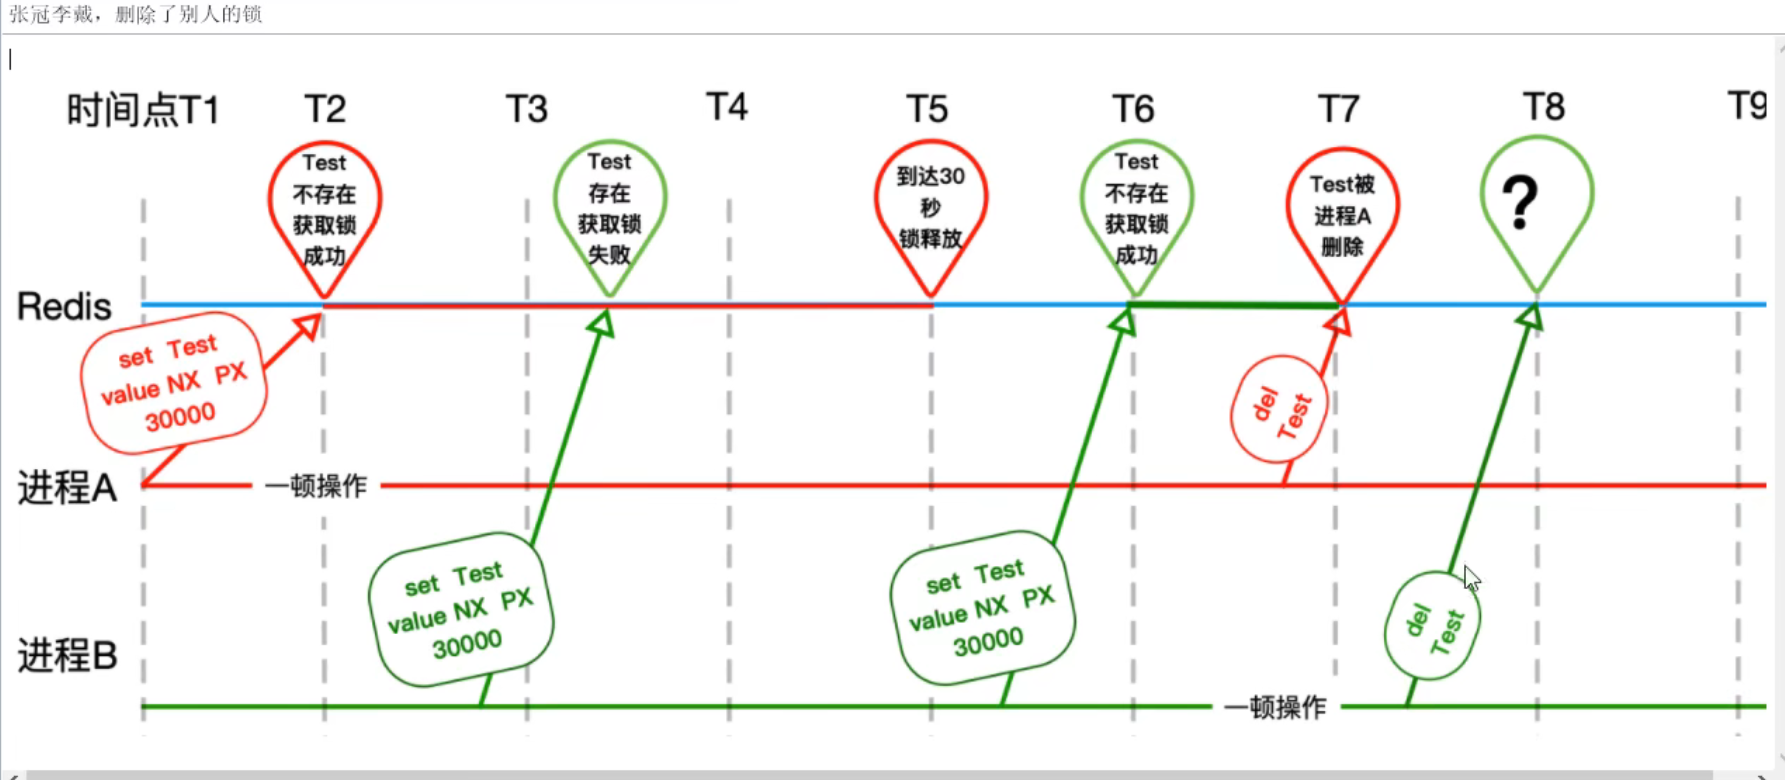 张冠李戴，删除了别人的锁
时间点T1
T2
T3
T4
T5
T6
T7
T8
T9
Test
不存在
获取锁
成功
Test
存在
获取锁
失败
到达30
秒
锁释放
Test
不存在
获取锁
成功
Test被
进程A
删除
?
Redis
set Test
value NX PX
30000
del
Test
进程A
一顿操作
set Test
value NX PX
30000
set Test
value NX PX
30000
del
Test
进程B
一顿操作